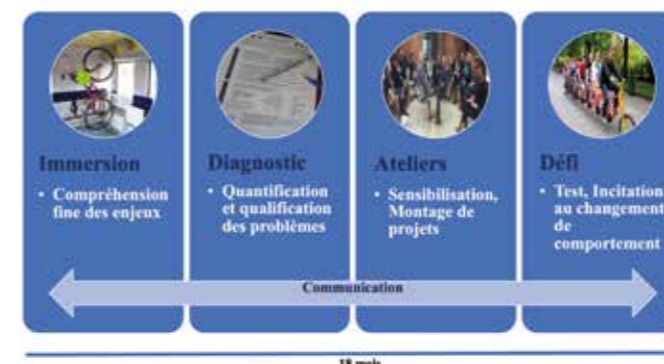 Immersion
• Compréhension
fine des enjeux
Diagnostic
• Quantification
et qualification
des problèmes
Ateliers
• Sensibilisation,
Montage de
projets
Défi
• Test, Incitation
au changement
de
comportement
Communication
18 mois